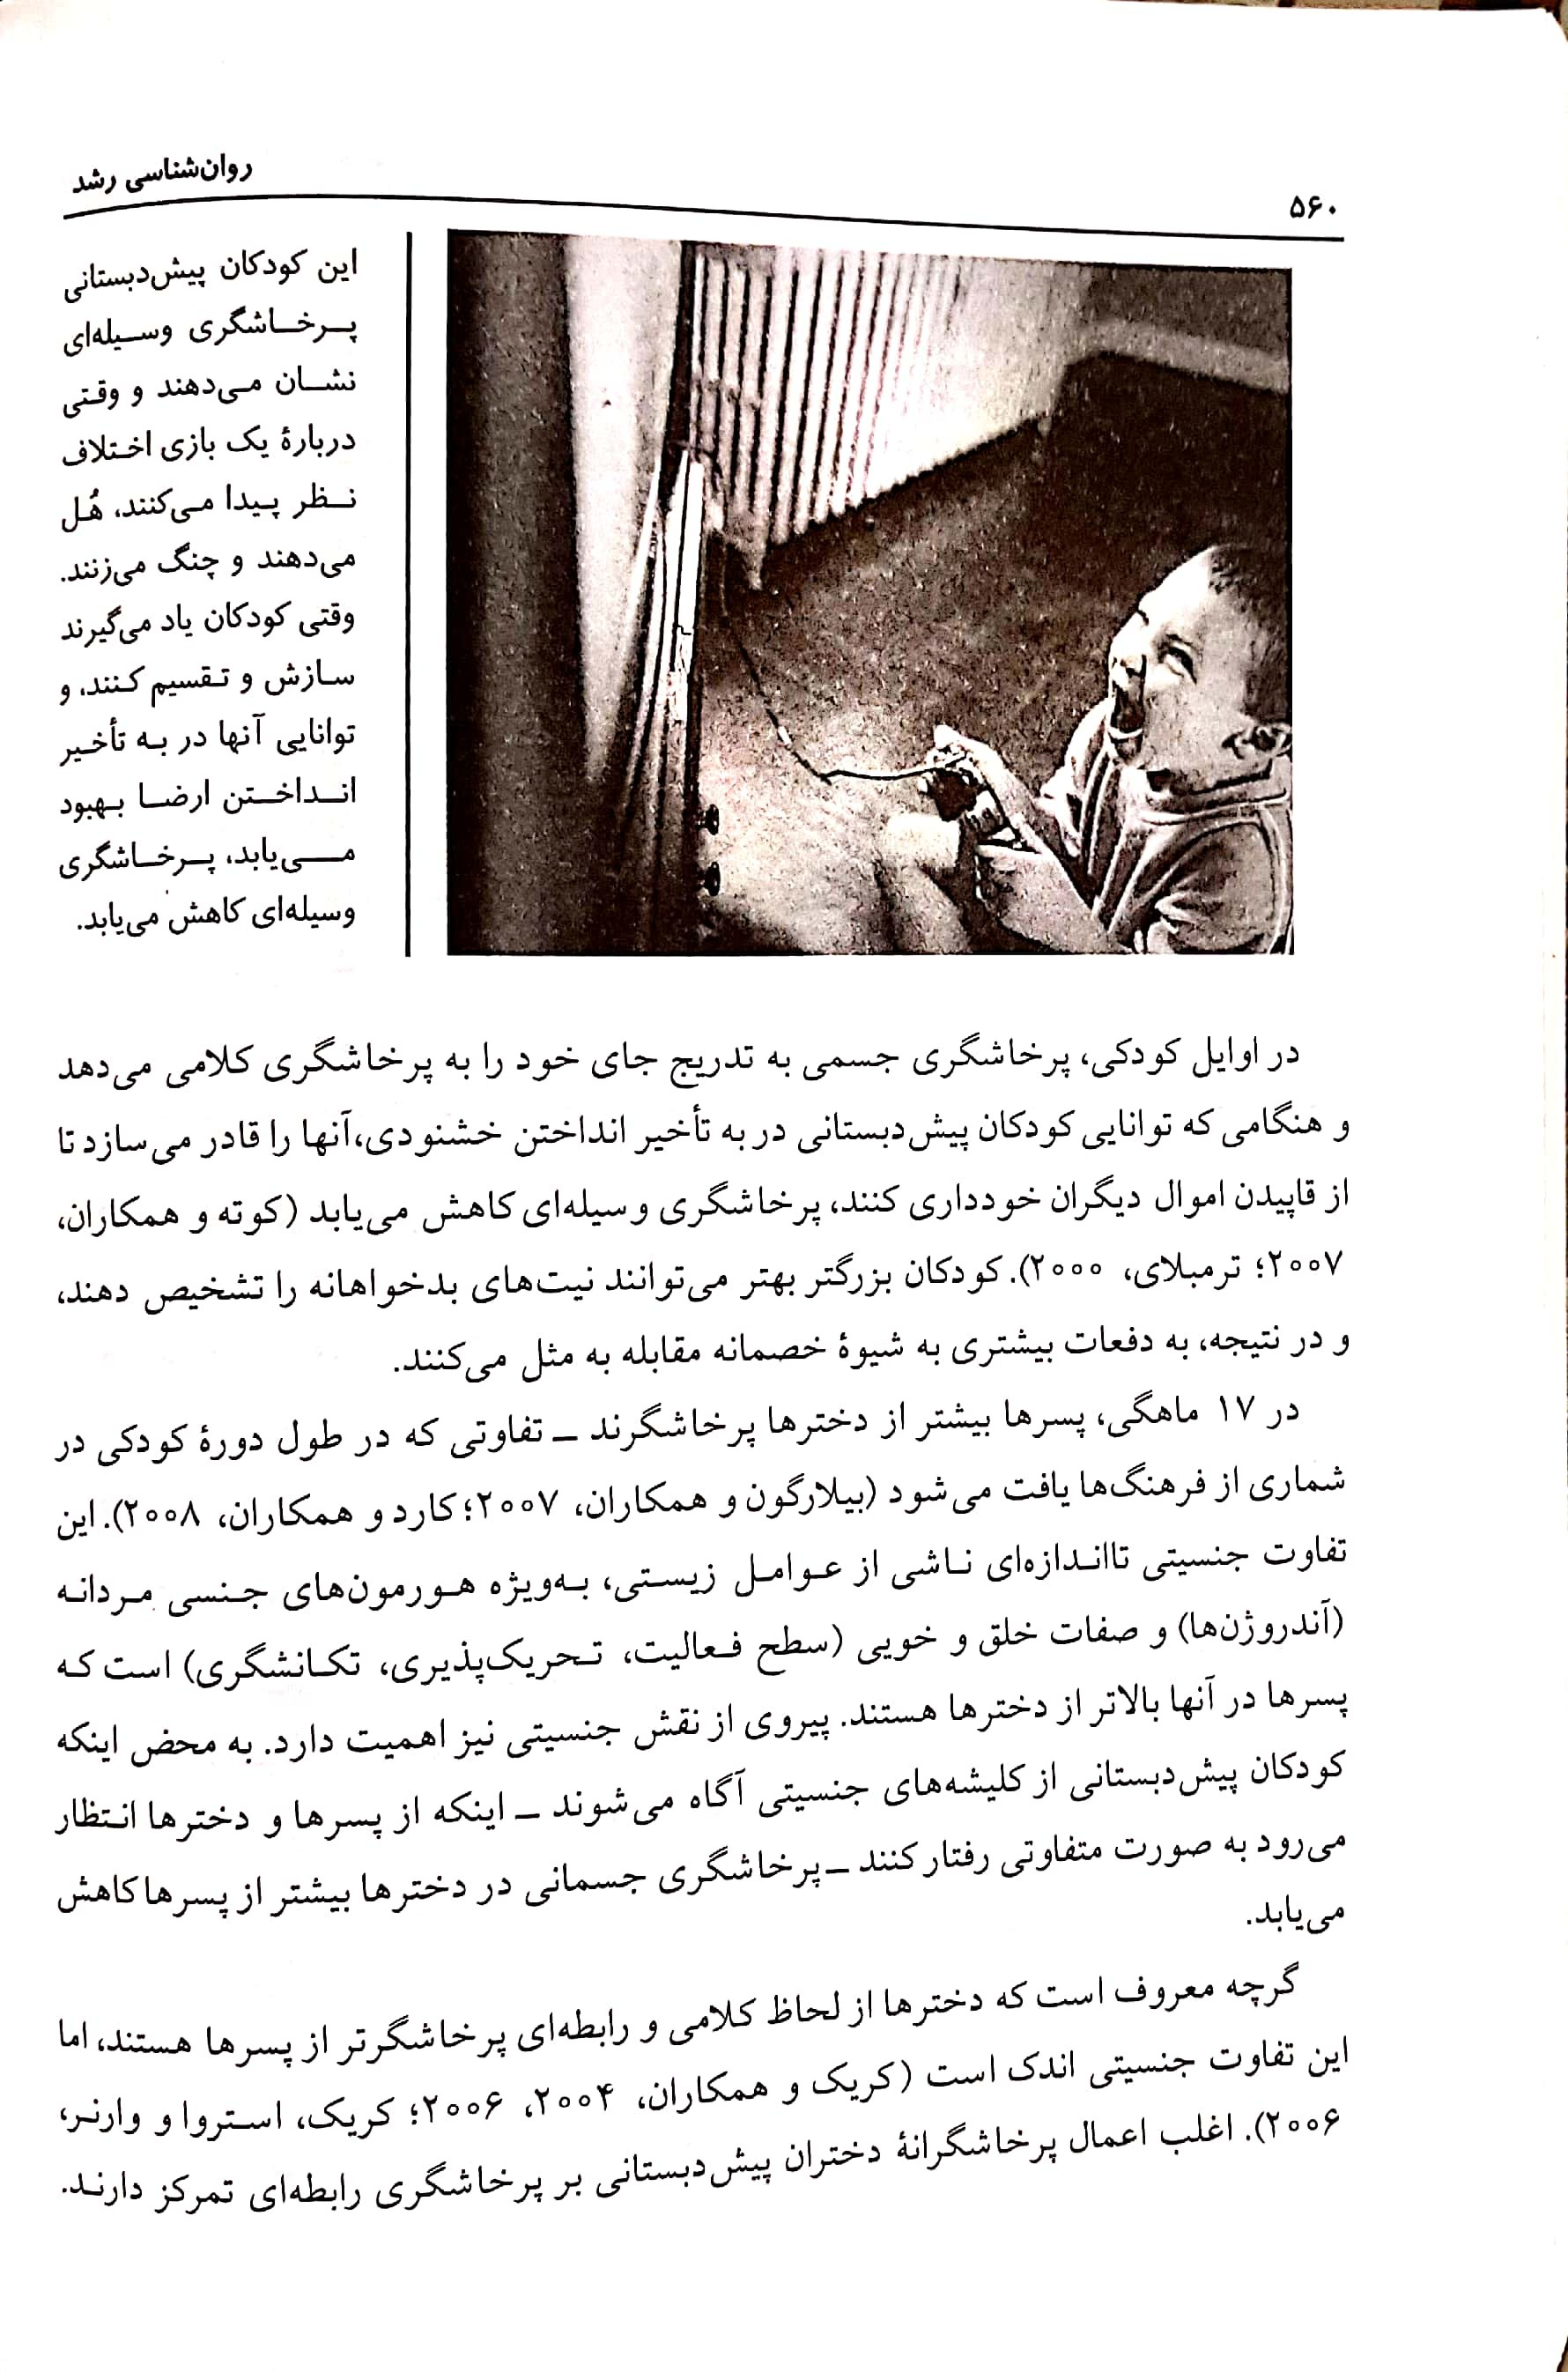 روان‌شناسی رشد
۵۶۰
این کودکان پیش‌دبستانی
پرخاشگری وسیله‌ای
نشان می‌دهند و وقتی
دربارهٔ یک بازی اختلاف
نظر پیدا می‌کنند، هُل
می‌دهند و چنگ می‌زنند.
وقتی کودکان یاد می‌گیرند
سازش و تقسیم کنند، و
توانایی آنها در به تأخیر
انداختن ارضا بهبود
می‌یابد، پرخاشگری
وسیله‌ای کاهش می‌یابد.
در اوایل کودکی، پرخاشگری جسمی به تدریج جای خود را به پرخاشگری کلامی می‌دهد
و هنگامی که توانایی کودکان پیش‌دبستانی در به تأخیر انداختن خشنودی،آنها را قادر می‌سازد تا
از قاپیدن اموال دیگران خودداری کنند، پرخاشگری وسیله‌ای کاهش می‌یابد (کوته و همکاران،
۲۰۰۷؛ ترمبلای، ۲۰۰۰). کودکان بزرگتر بهتر می‌توانند نیت‌های بدخواهانه را تشخیص دهند،
و در نتیجه، به دفعات بیشتری به شیوهٔ خصمانه مقابله به مثل می‌کنند.
در ۱۷ ماهگی، پسرها بیشتر از دخترها پرخاشگرند ـ تفاوتی که در طول دورهٔ کودکی در
شماری از فرهنگ‌ها یافت می‌شود (بیلارگون و همکاران، ۲۰۰۷؛ کارد و همکاران، ۲۰۰۸). این
تفاوت جنسیتی تااندازه‌ای ناشی از عوامل زیستی، به‌ویژه هورمون‌های جنسی مردانه
(آندروژن‌ها) و صفات خلق و خویی (سطح فعالیت، تحریک‌پذیری، تکانشگری) است که
پسرها در آنها بالاتر از دخترها هستند. پیروی از نقش جنسیتی نیز اهمیت دارد. به محض اینکه
کودکان پیش‌دبستانی از کلیشه‌های جنسیتی آگاه می‌شوند ـ اینکه از پسرها و دخترها انتظار
می‌رود به صورت متفاوتی رفتار کنند ـ پرخاشگری جسمانی در دخترها بیشتر از پسرها کاهش
می‌یابد.
گرچه معروف است که دخترها از لحاظ کلامی و رابطه‌ای پرخاشگرتر از پسرها هستند، اما
این تفاوت جنسیتی اندک است (کریک و همکاران، ۲۰۰۴، ۲۰۰۶؛ کریک، استروا و وارنر،
۲۰۰۶). اغلب اعمال پرخاشگرانهٔ دختران پیش‌دبستانی بر پرخاشگری رابطه‌ای تمرکز دارند.